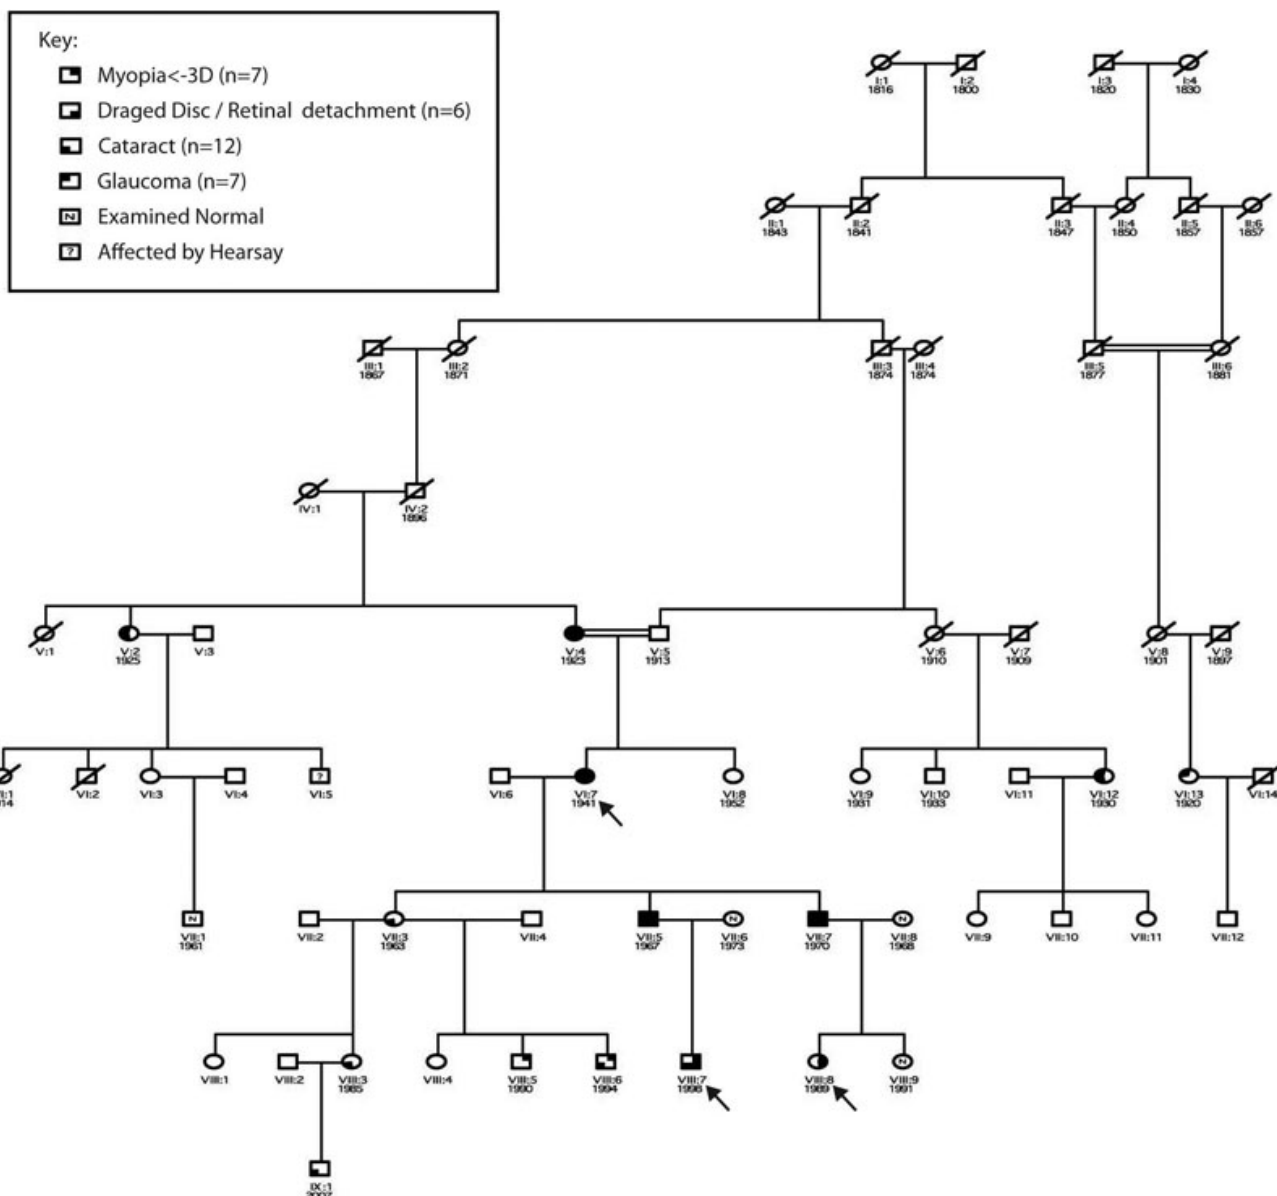 Key:
Myopia<-3D (n=7)
Draged Disc / Retinal detachment (n=6)
Cataract (n=12)
Glaucoma (n=7)
N Examined Normal
? Affected by Hearsay
I:1 I:2 I:3 I:4
1816 1800 1820 1830
II:1 II:2 II:3 II:4 II:5 II:6
1843 1841 1847 1850 1857 1857
III:1 III:2 III:3 III:4 III:5 III:6
1867 1871 1874 1874 1877 1881
IV:1 IV:2
1896
V:1 V:2 V:3 V:4 V:5 V:6 V:7 V:8 V:9
1925 1923 1913 1910 1909 1901 1897
?
VI:2 VI:3 VI:4 VI:5 VI:6 VI:7 VI:8 VI:9 VI:10 VI:11 VI:12 VI:13 VI:14
1941 1952 1931 1933 1930 1920
N N N
VII:1 VII:2 VII:3 VII:4 VII:5 VII:6 VII:7 VII:8 VII:9 VII:10 VII:11 VII:12
1961 1963 1967 1973 1970 1968
N
VIII:1 VIII:2 VIII:3 VIII:4 VIII:5 VIII:6 VIII:7 VIII:8 VIII:9
1985 1990 1994 1998 1989 1991
IX:1